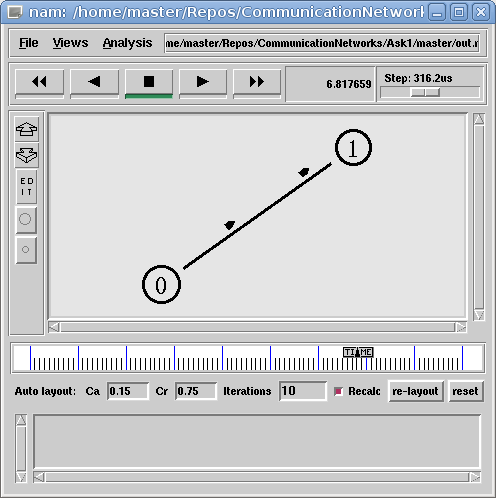 nam: /home/master/Repos/CommunicationNetwork
File Views Analysis me/master/Repos/CommunicationNetworks/Ask1/master/out.n
6.817659 Step: 316.2us
E D
I T
1
0
TIME
Auto layout: Ca 0.15 Cr 0.75 Iterations 10 Recalc re-layout reset